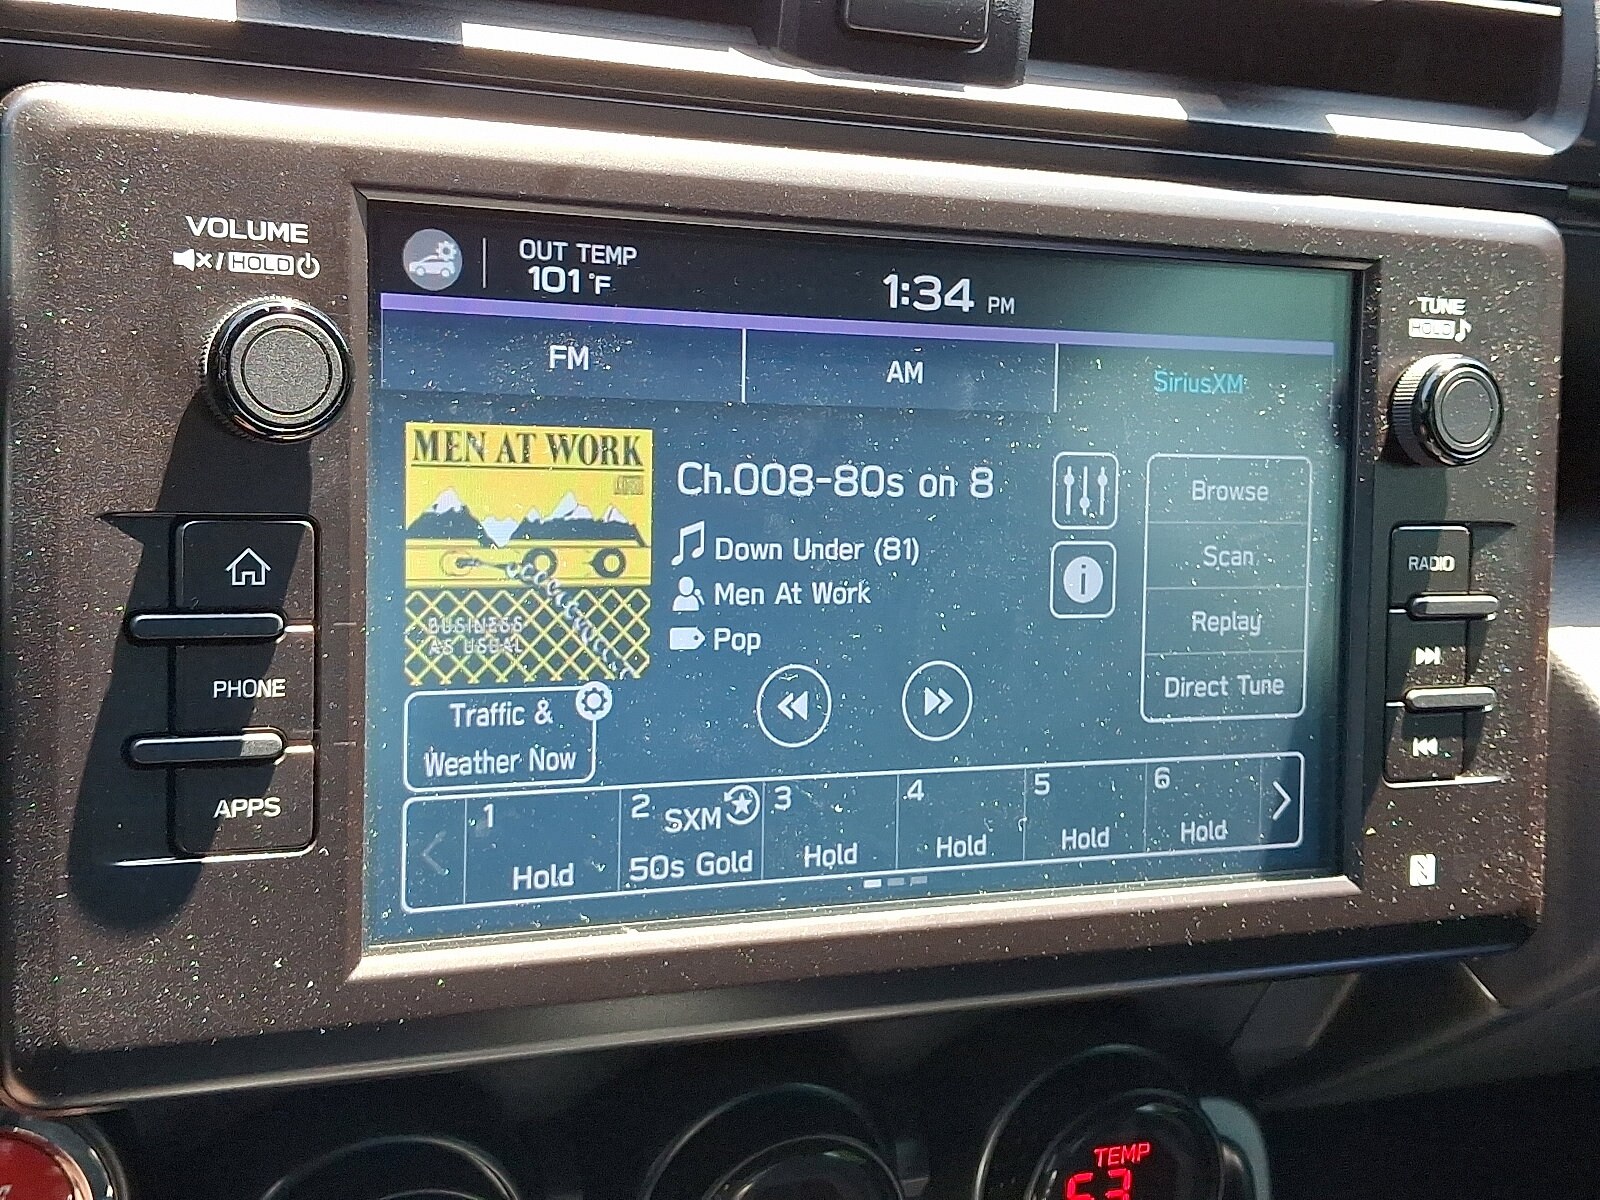 VOLUME
/HOLD
TUNE
HOLD
OUT TEMP
101°F
1:34 PM
FM
AM
SiriusXM
MEN AT WORK
BUSINESS
AS USUAL
Ch.008-80s on 8
Down Under (81)
Men At Work
Pop
Browse
Scan
Replay
Direct Tune
Traffic &
Weather Now
1
Hold
2
SXM
50s Gold
3
Hold
4
Hold
5
Hold
6
Hold
PHONE
APPS
RADIO
TEMP